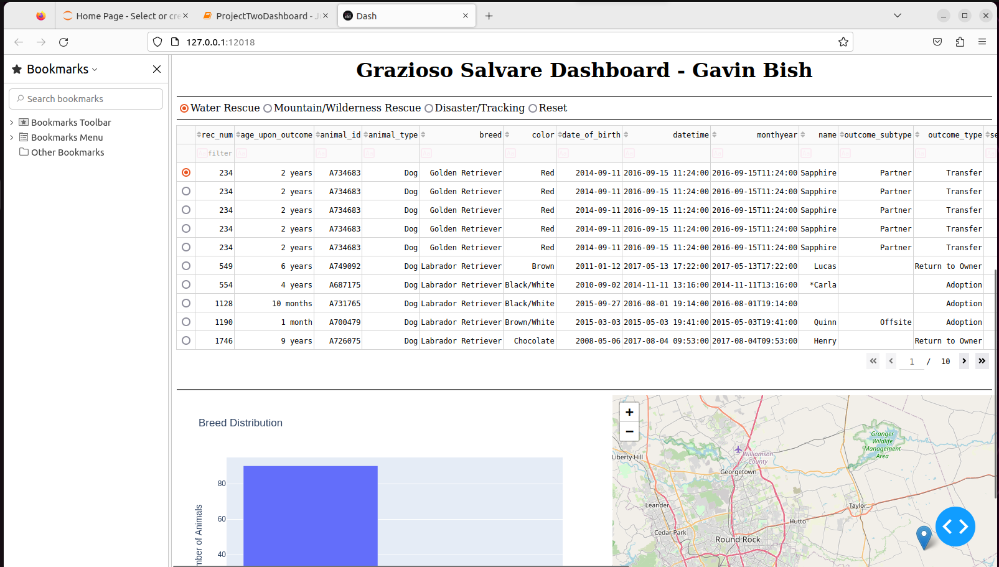 Home Page - Select or cre
ProjectTwoDashboard - J
Dash
127.0.0.1:12018
Bookmarks
Search bookmarks
Bookmarks Toolbar
Bookmarks Menu
Other Bookmarks
Grazioso Salvare Dashboard - Gavin Bish
Water Rescue Mountain/Wilderness Rescue Disaster/Tracking Reset
rec_num age_upon_outcome animal_id animal_type breed color date_of_birth datetime monthyear name outcome_subtype outcome_type se
Aa filter Aa Aa Aa Aa Aa Aa Aa Aa Aa Aa Aa Aa
234 2 years A734683 Dog Golden Retriever Red 2014-09-11 2016-09-15 11:24:00 2016-09-15T11:24:00 Sapphire Partner Transfer
234 2 years A734683 Dog Golden Retriever Red 2014-09-11 2016-09-15 11:24:00 2016-09-15T11:24:00 Sapphire Partner Transfer
234 2 years A734683 Dog Golden Retriever Red 2014-09-11 2016-09-15 11:24:00 2016-09-15T11:24:00 Sapphire Partner Transfer
234 2 years A734683 Dog Golden Retriever Red 2014-09-11 2016-09-15 11:24:00 2016-09-15T11:24:00 Sapphire Partner Transfer
234 2 years A734683 Dog Golden Retriever Red 2014-09-11 2016-09-15 11:24:00 2016-09-15T11:24:00 Sapphire Partner Transfer
549 6 years A749092 Dog Labrador Retriever Brown 2011-01-12 2017-05-13 17:22:00 2017-05-13T17:22:00 Lucas Return to Owner
554 4 years A687175 Dog Labrador Retriever Black/White 2010-09-02 2014-11-11 13:16:00 2014-11-11T13:16:00 *Carla Adoption
1128 10 months A731765 Dog Labrador Retriever Black/White 2015-09-27 2016-08-01 19:14:00 2016-08-01T19:14:00 Adoption
1190 1 month A700479 Dog Labrador Retriever Brown/White 2015-03-03 2015-05-03 19:41:00 2015-05-03T19:41:00 Quinn Offsite Adoption
1746 9 years A726075 Dog Labrador Retriever Chocolate 2008-05-06 2017-08-04 09:53:00 2017-08-04T09:53:00 Henry Return to Owner
1 / 10
Breed Distribution
80
60
40
mber of Animals
+
−
Granger
Wildlife
Management
Area
Liberty Hill
Williamson
County
Georgetown
Leander
Taylor
Hutto
Cedar Park
Round Rock